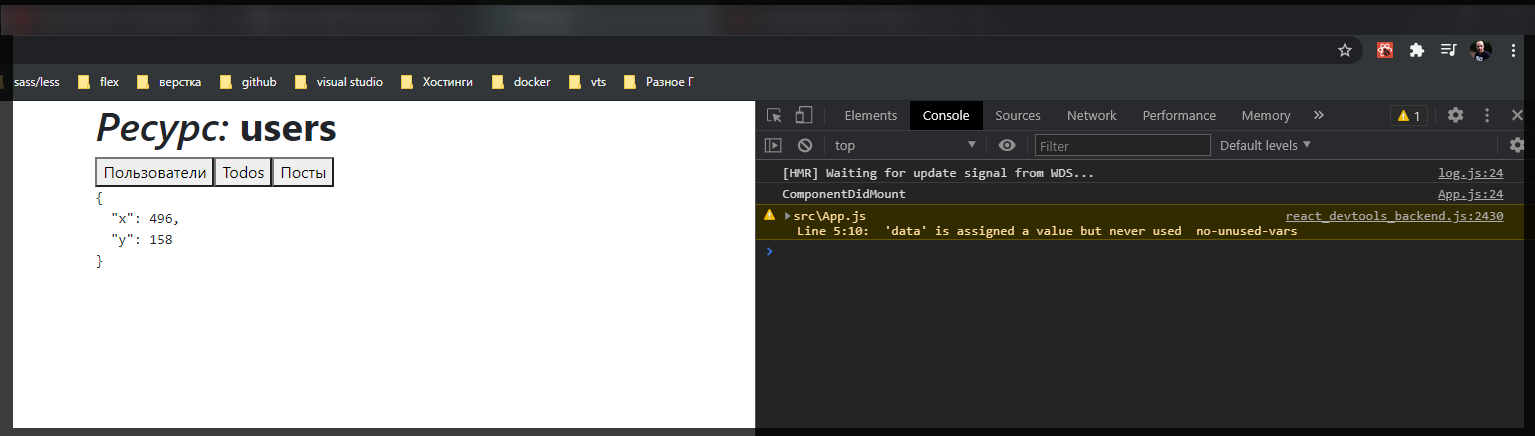 sass/less flex верстка github visual studio Хостинги docker vts Разное Г
Ресурс: users
Пользователи Todos Посты
{
"x": 496,
"y": 158
}
Elements Console Sources Network Performance Memory » 1
top Filter Default levels
[HMR] Waiting for update signal from WDS... log.js:24
ComponentDidMount App.js:24
src\App.js react_devtools_backend.js:2430
Line 5:10: 'data' is assigned a value but never used no-unused-vars